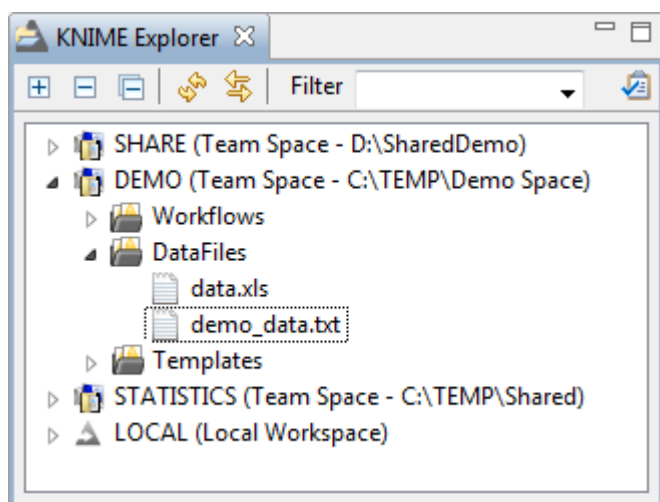 KNIME Explorer
Filter
SHARE (Team Space - D:\SharedDemo)
DEMO (Team Space - C:\TEMP\Demo Space)
Workflows
DataFiles
data.xls
demo_data.txt
Templates
STATISTICS (Team Space - C:\TEMP\Shared)
LOCAL (Local Workspace)